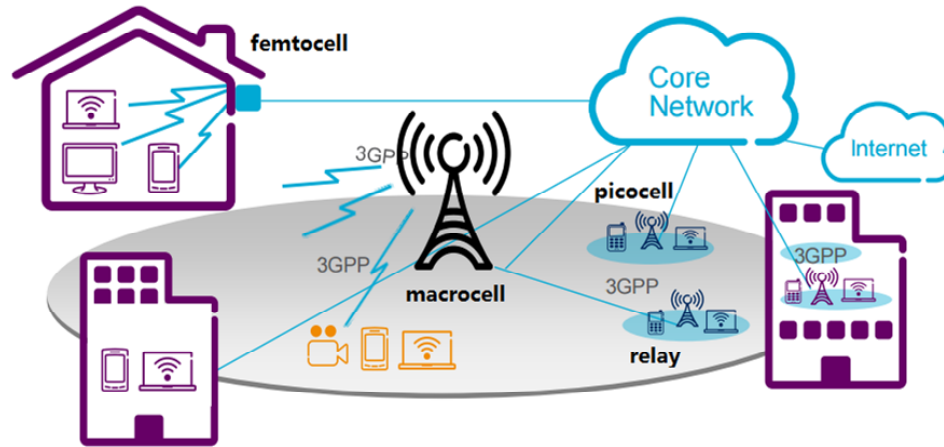 femtocell
Core
Network
Internet
3GPP
picocell
3GPP
3GPP
3GPP
macrocell
relay